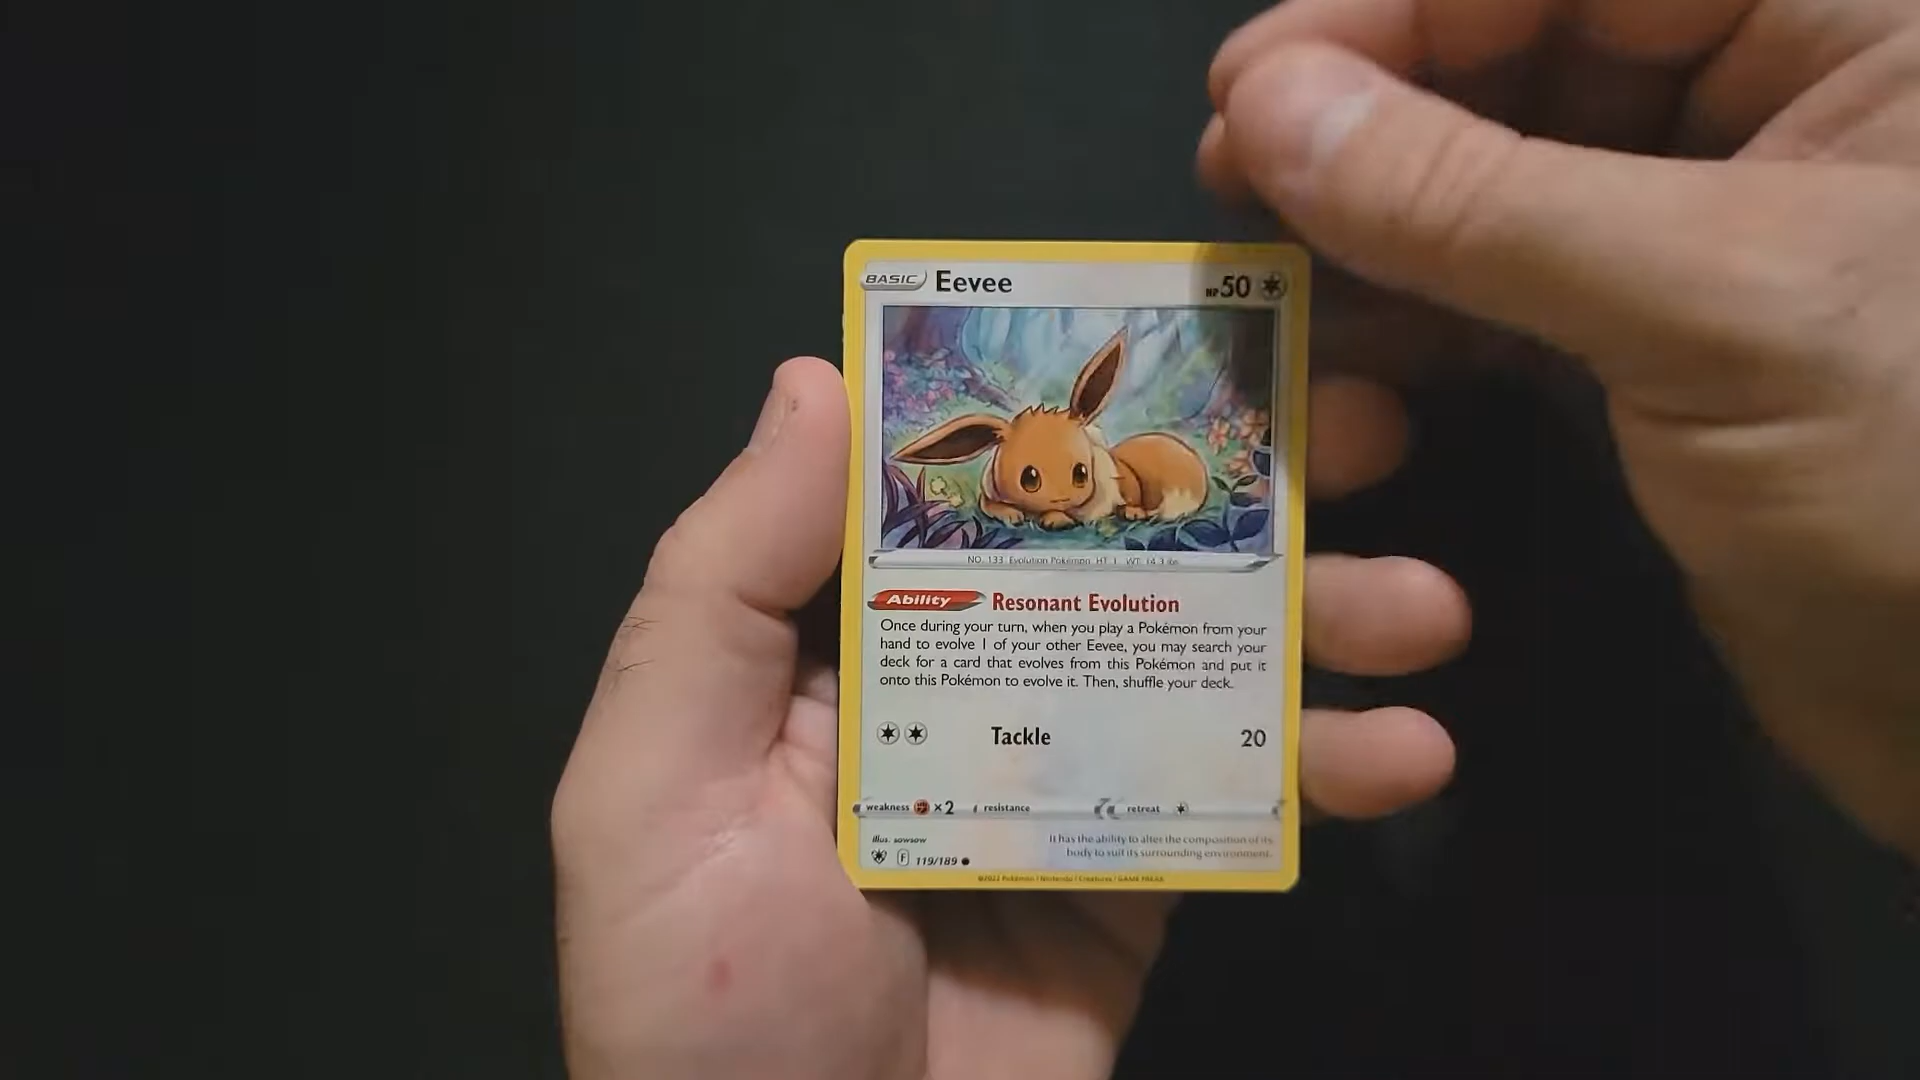 BASIC Eevee HP 50
NO. 133 Evolution Pokémon HT 1 WT 14.3 lbs.
Ability Resonant Evolution
Once during your turn, when you play a Pokémon from your
hand to evolve 1 of your other Eevee, you may search your
deck for a card that evolves from this Pokémon and put it
onto this Pokémon to evolve it. Then, shuffle your deck.
Tackle 20
weakness ×2 resistance retreat
illus. sowsow
It has the ability to alter the composition of its
body to suit its surrounding environment.
F 119/189
©2022 Pokémon / Nintendo / Creatures / GAME FREAK